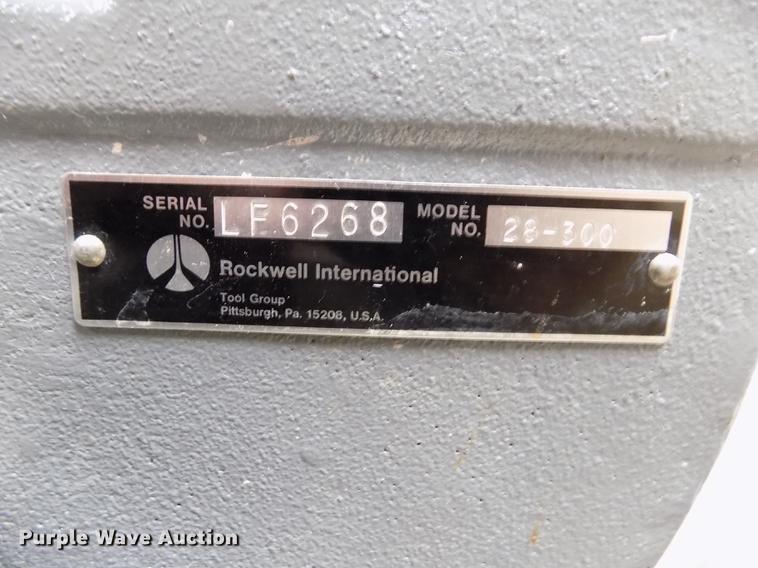 SERIAL NO. LF6268 MODEL NO. 28-300
Rockwell International
Tool Group
Pittsburgh, Pa. 15208, U.S.A.
Purple Wave Auction